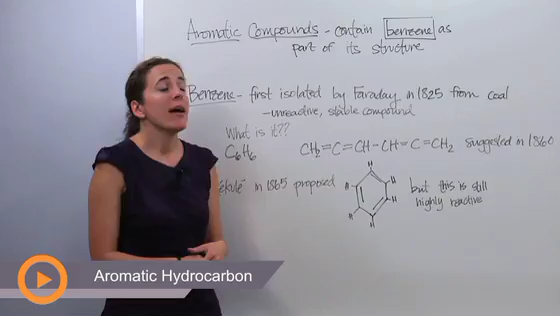 Aromatic Compounds - contain benzene as
part of its structure
Benzene - first isolated by Faraday in 1825 from coal
- unreactive, stable compound
What is it??
C6H6 CH2=C=CH-CH=C=CH2 suggested in 1860
ekulé in 1865 proposed
H
H H
H H
H
but this is still
highly reactive
Aromatic Hydrocarbon